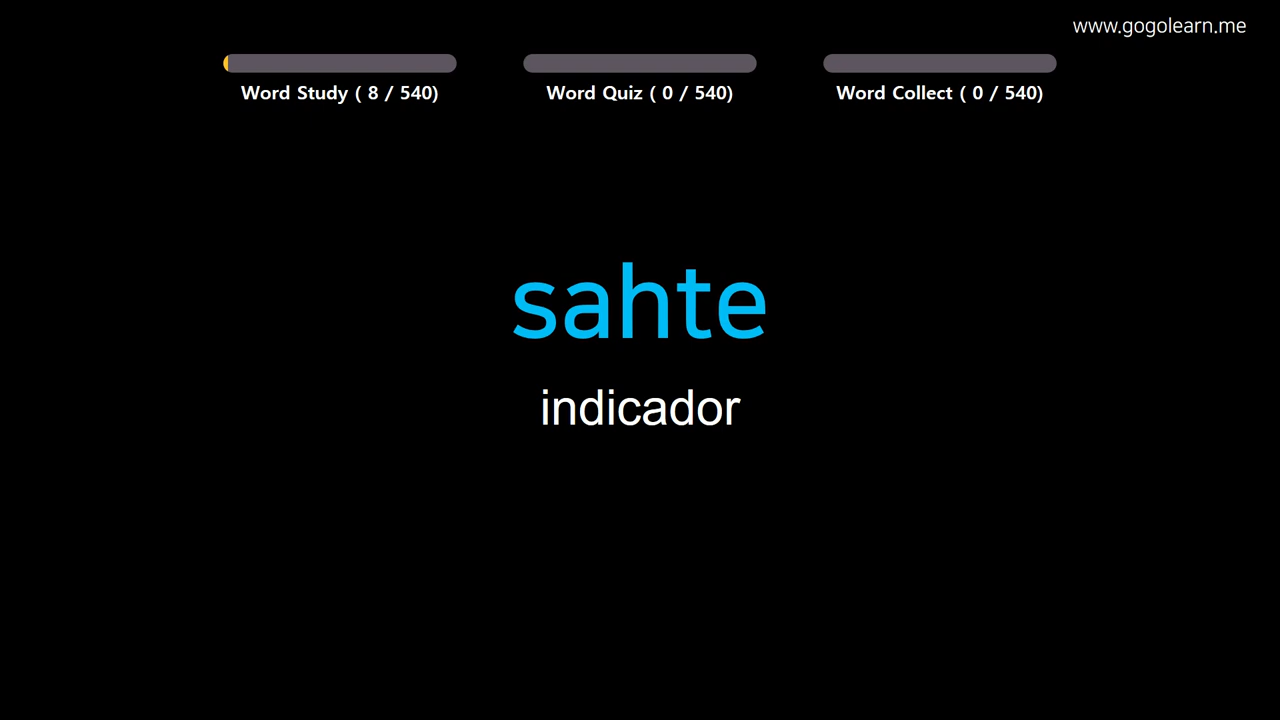 www.gogolearn.me
Word Study ( 8 / 540)
Word Quiz ( 0 / 540)
Word Collect ( 0 / 540)
sahte
indicador